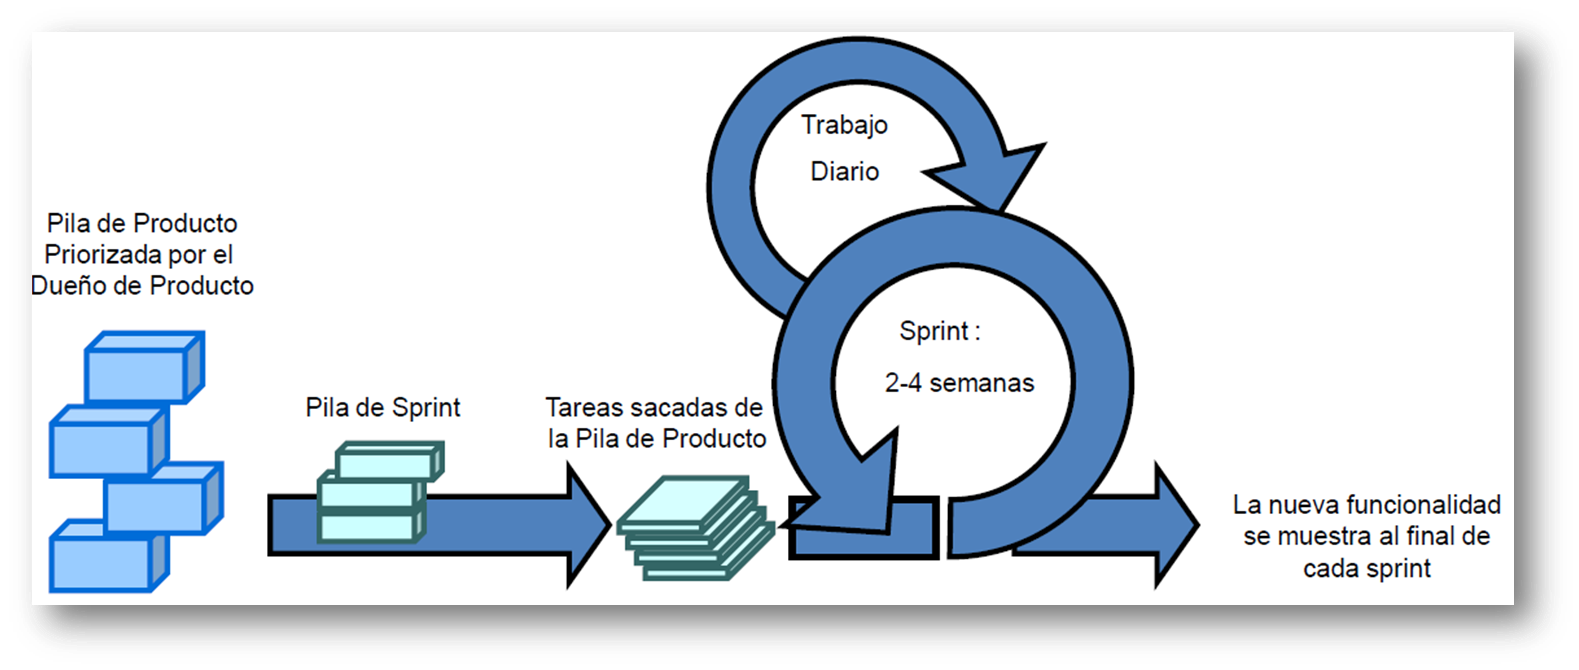 Pila de Producto
Priorizada por el
Dueño de Producto
Pila de Sprint
Tareas sacadas de
la Pila de Producto
Trabajo
Diario
Sprint :
2-4 semanas
La nueva funcionalidad
se muestra al final de
cada sprint